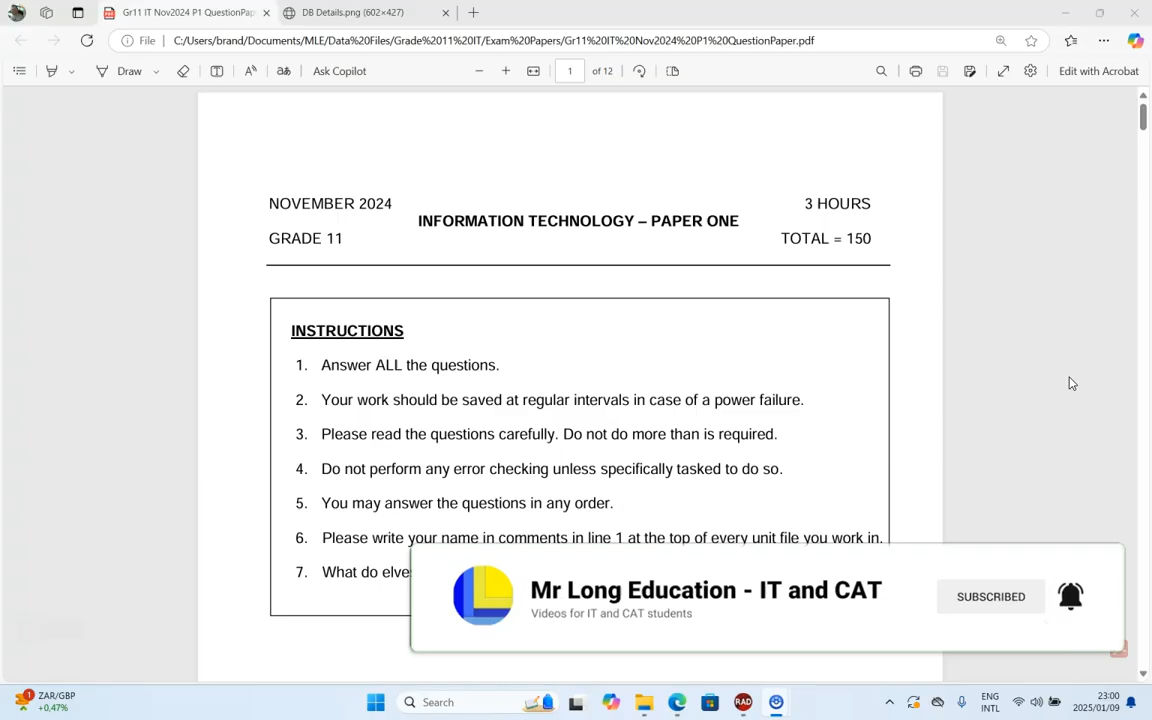 Gr11 IT Nov2024 P1 QuestionPap
DB Details.png (602×427)
File
C:/Users/brand/Documents/MLE/Data%20Files/Grade%2011%20IT/Exam%20Papers/Gr11%20IT%20Nov2024%20P1%20QuestionPaper.pdf
Draw
Ask Copilot
1 of 12
Edit with Acrobat
NOVEMBER 2024
3 HOURS
INFORMATION TECHNOLOGY – PAPER ONE
GRADE 11
TOTAL = 150
INSTRUCTIONS
1. Answer ALL the questions.
2. Your work should be saved at regular intervals in case of a power failure.
3. Please read the questions carefully. Do not do more than is required.
4. Do not perform any error checking unless specifically tasked to do so.
5. You may answer the questions in any order.
6. Please write your name in comments in line 1 at the top of every unit file you work in.
7. What do elve
Mr Long Education - IT and CAT
Videos for IT and CAT students
SUBSCRIBED
ZAR/GBP
+0,47%
Search
RAD
ENG
INTL
23:00
2025/01/09